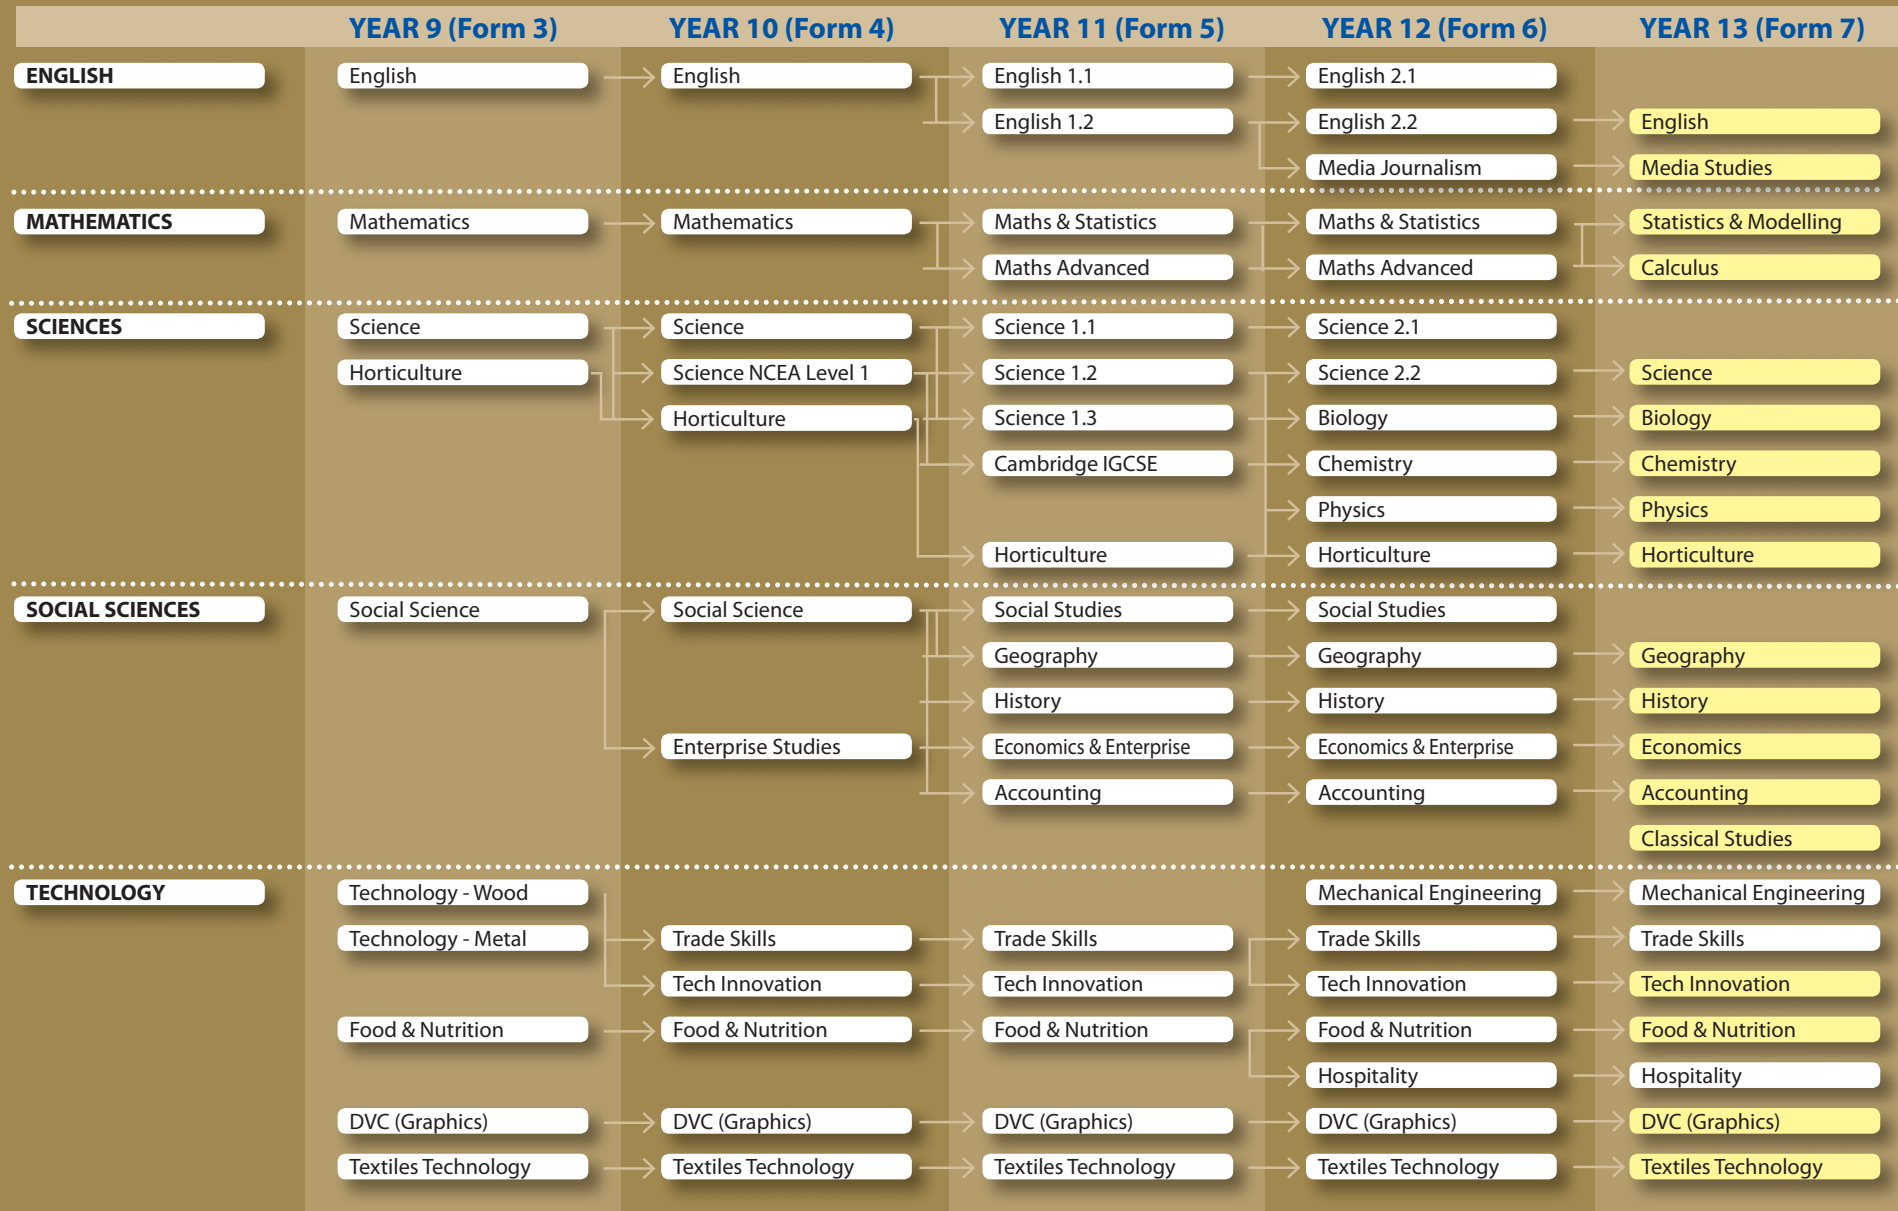 YEAR 9 (Form 3) YEAR 10 (Form 4) YEAR 11 (Form 5) YEAR 12 (Form 6) YEAR 13 (Form 7)
ENGLISH English English English 1.1 English 2.1
English 1.2 English 2.2 English
Media Journalism Media Studies
MATHEMATICS Mathematics Mathematics Maths & Statistics Maths & Statistics Statistics & Modelling
Maths Advanced Maths Advanced Calculus
SCIENCES Science Science Science 1.1 Science 2.1
Horticulture Science NCEA Level 1 Science 1.2 Science 2.2 Science
Horticulture Science 1.3 Biology Biology
Cambridge IGCSE Chemistry Chemistry
Physics Physics
Horticulture Horticulture Horticulture
SOCIAL SCIENCES Social Science Social Science Social Studies Social Studies
Geography Geography Geography
History History History
Enterprise Studies Economics & Enterprise Economics & Enterprise Economics
Accounting Accounting Accounting
Classical Studies
TECHNOLOGY Technology - Wood Mechanical Engineering Mechanical Engineering
Technology - Metal Trade Skills Trade Skills Trade Skills Trade Skills
Tech Innovation Tech Innovation Tech Innovation Tech Innovation
Food & Nutrition Food & Nutrition Food & Nutrition Food & Nutrition Food & Nutrition
Hospitality Hospitality
DVC (Graphics) DVC (Graphics) DVC (Graphics) DVC (Graphics) DVC (Graphics)
Textiles Technology Textiles Technology Textiles Technology Textiles Technology Textiles Technology